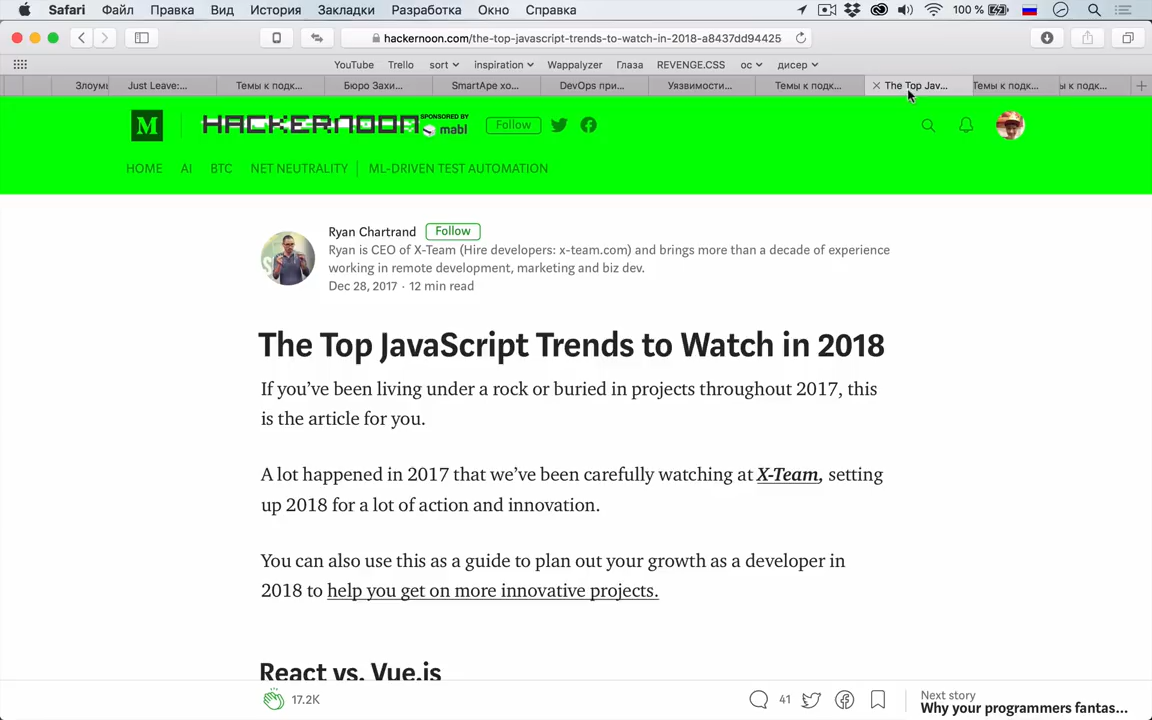 Safari Файл Правка Вид История Закладки Разработка Окно Справка 100 %
hackernoon.com/the-top-javascript-trends-to-watch-in-2018-a8437dd94425
YouTube Trello sort inspiration Wappalyzer Глаза REVENGE.CSS ос дисер
Злоумы Just Leave:... Темы к подк... Бюро Захи... SmartApe хо... DevOps при... Уязвимости... Темы к подк... The Top Jav... Темы к подк... ы к подк...
M HACKERNOON SPONSORED BY mabl Follow
HOME AI BTC NET NEUTRALITY ML-DRIVEN TEST AUTOMATION
Ryan Chartrand Follow
Ryan is CEO of X-Team (Hire developers: x-team.com) and brings more than a decade of experience
working in remote development, marketing and biz dev.
Dec 28, 2017 · 12 min read
The Top JavaScript Trends to Watch in 2018
If you’ve been living under a rock or buried in projects throughout 2017, this
is the article for you.
A lot happened in 2017 that we’ve been carefully watching at X-Team, setting
up 2018 for a lot of action and innovation.
You can also use this as a guide to plan out your growth as a developer in
2018 to help you get on more innovative projects.
React vs. Vue.js
17.2K 41 Next story
Why your programmers fantas...